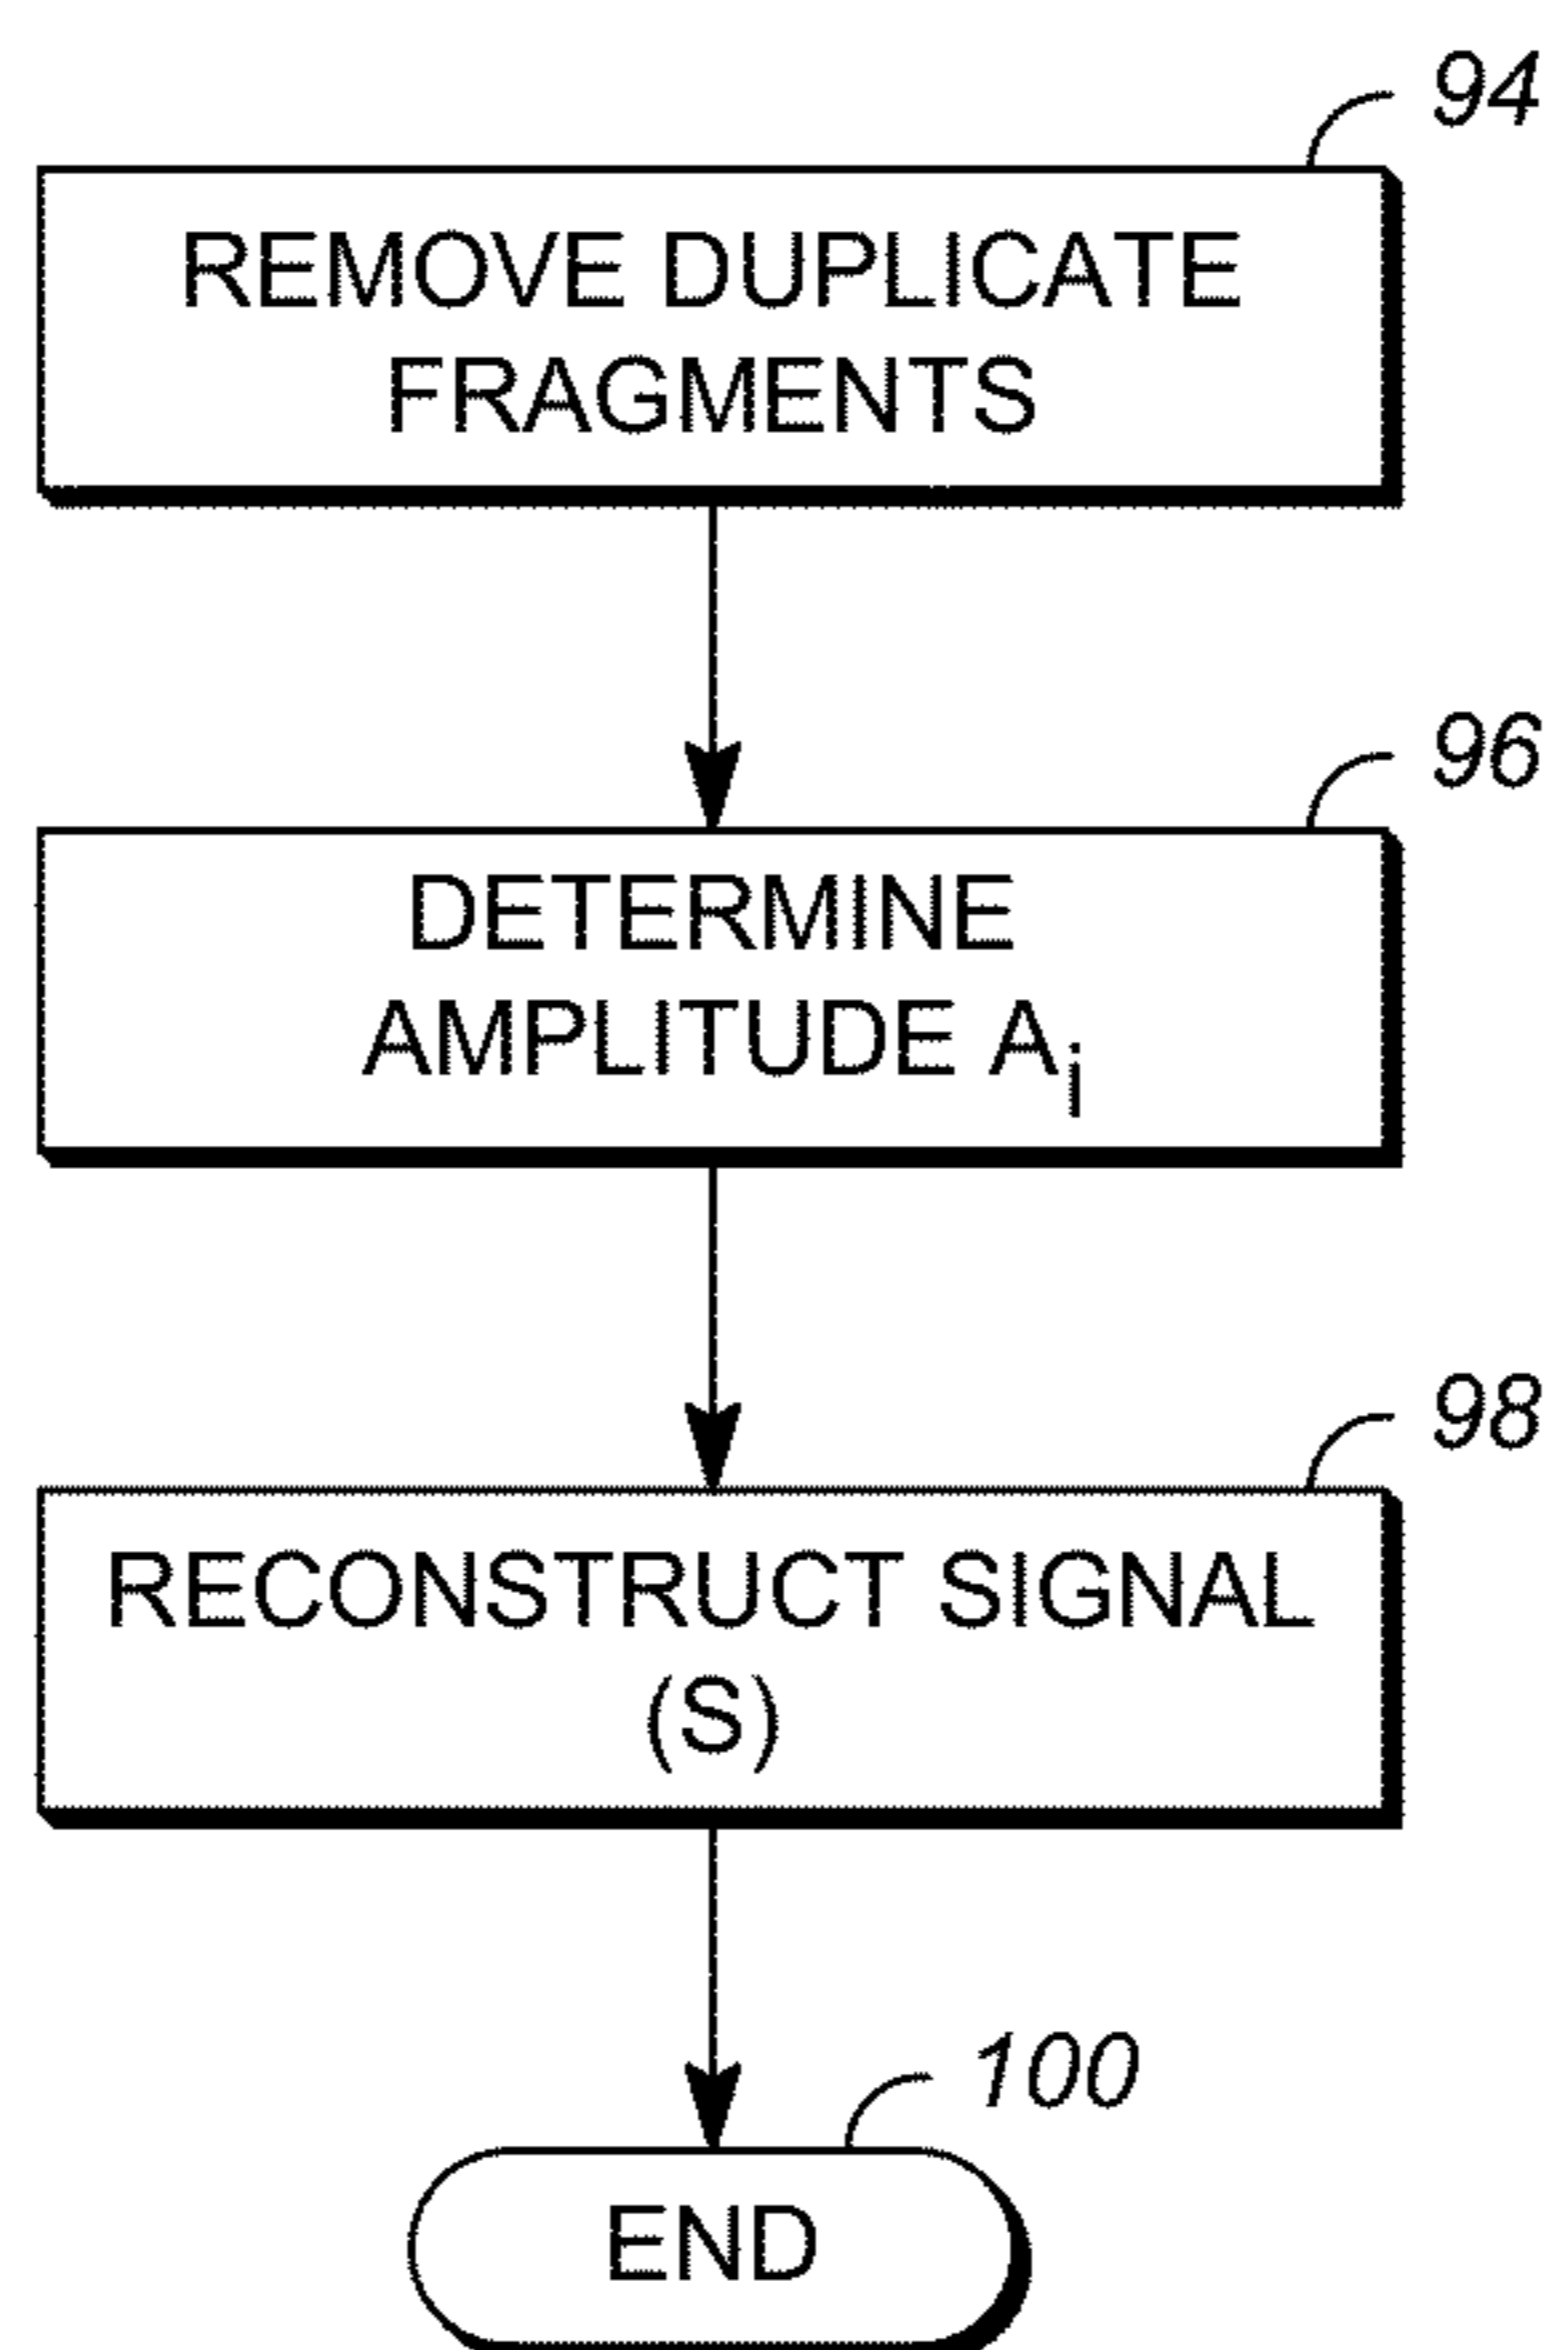 94
REMOVE DUPLICATE
FRAGMENTS
96
DETERMINE
AMPLITUDE Ai
98
RECONSTRUCT SIGNAL
(S)
100
END